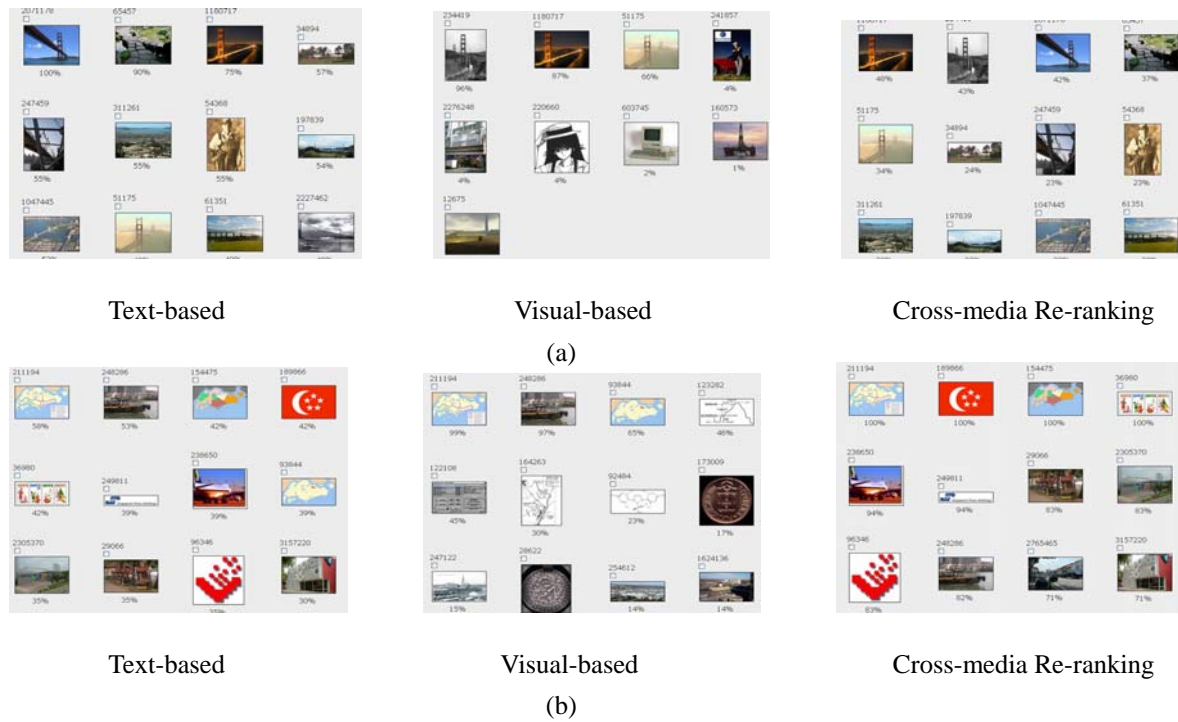 2071178 65457 1180717
34894
100% 90% 75% 57%
247459 311261 54368
197839
55% 55% 55% 54%
1047445 51175 61351 2227462
234419 1180717 51175 241857
96% 87% 66% 4%
2276248 220660 603745 160573
4% 4% 2% 1%
12675
48% 43% 42% 37%
51175 247459 54368
34894
34% 24% 23% 23%
311261 197839 1047445 61351
Text-based Visual-based Cross-media Re-ranking
(a)
211194 248286 154475 189866
58% 53% 42% 42%
36980 249811 238650 93844
42% 39% 39% 39%
2305370 29066 96346 3157220
35% 35% 35% 30%
211194 248286 93844 123282
99% 97% 65% 46%
122108 164263 92484 173009
45% 30% 23% 17%
247122 28622 254612 1624136
15% 14% 14%
211194 189866 154475 36980
100% 100% 100% 100%
238650 249811 29066 2305370
94% 94% 83% 83%
96346 248286 2765465 3157220
83% 82% 71% 71%
Text-based Visual-based Cross-media Re-ranking
(b)